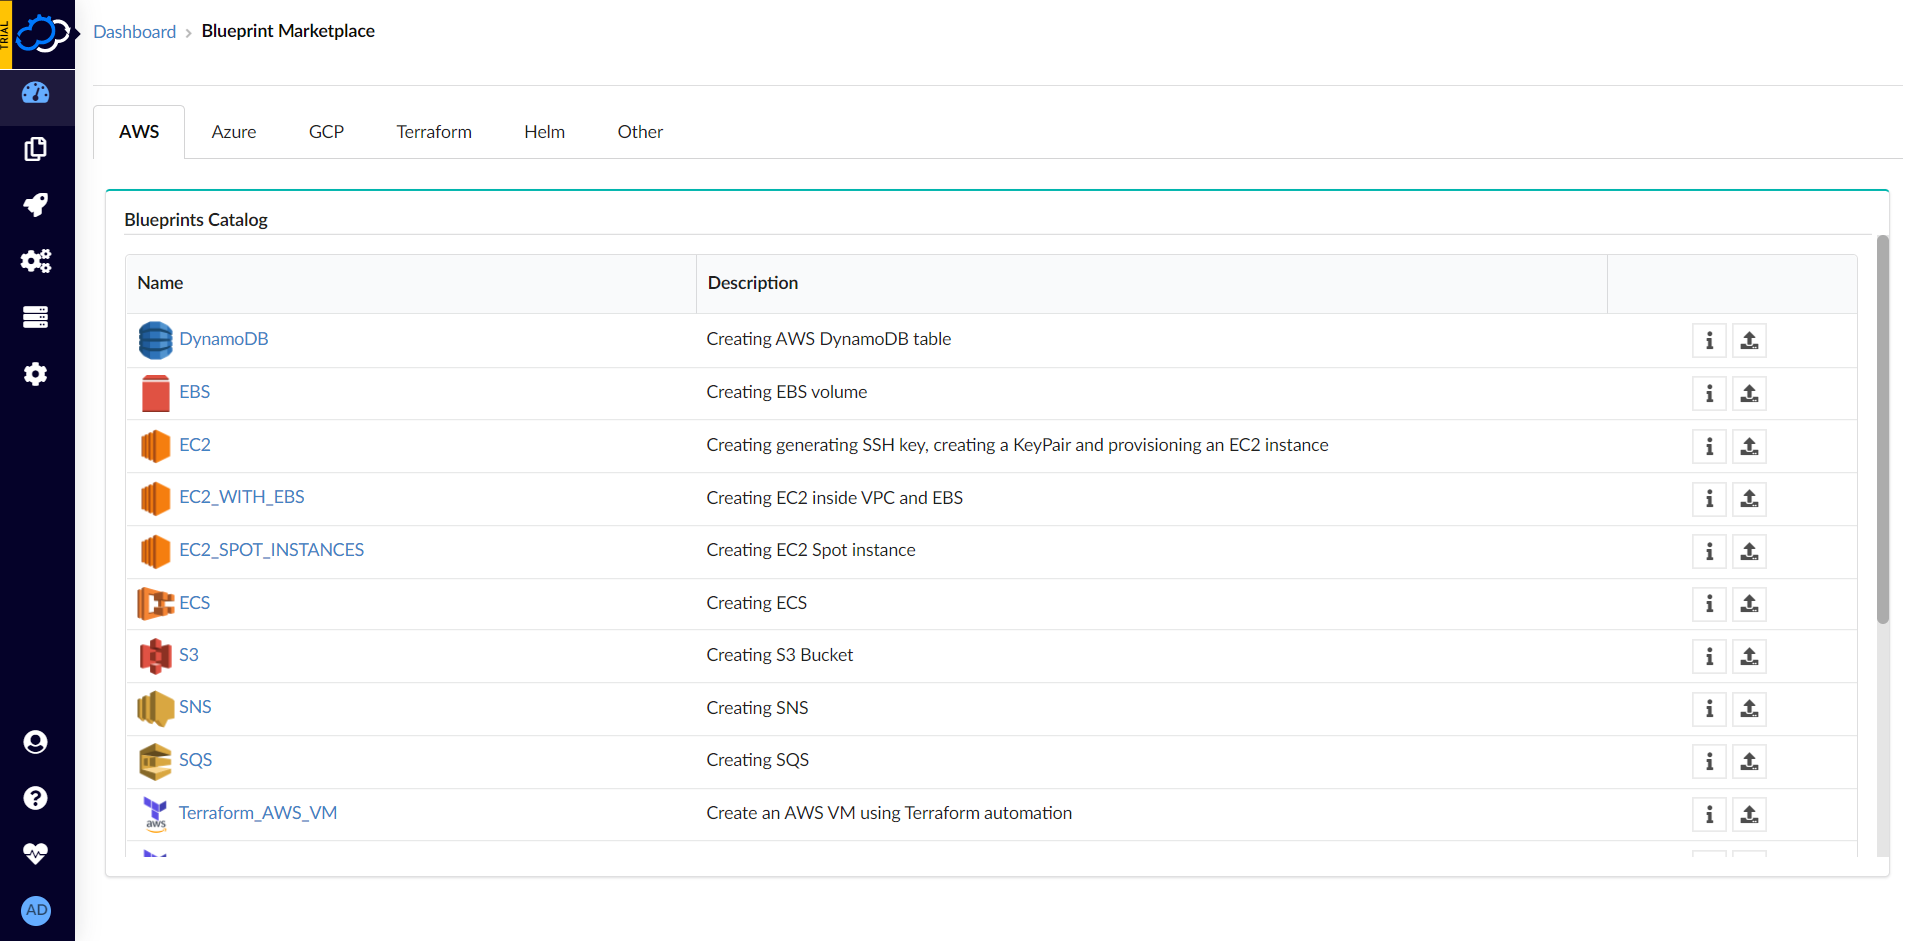 TRIAL
Dashboard > Blueprint Marketplace
AWS Azure GCP Terraform Helm Other
Blueprints Catalog
Name Description
DynamoDB Creating AWS DynamoDB table
EBS Creating EBS volume
EC2 Creating generating SSH key, creating a KeyPair and provisioning an EC2 instance
EC2_WITH_EBS Creating EC2 inside VPC and EBS
EC2_SPOT_INSTANCES Creating EC2 Spot instance
ECS Creating ECS
S3 Creating S3 Bucket
SNS Creating SNS
SQS Creating SQS
aws Terraform_AWS_VM Create an AWS VM using Terraform automation
AD